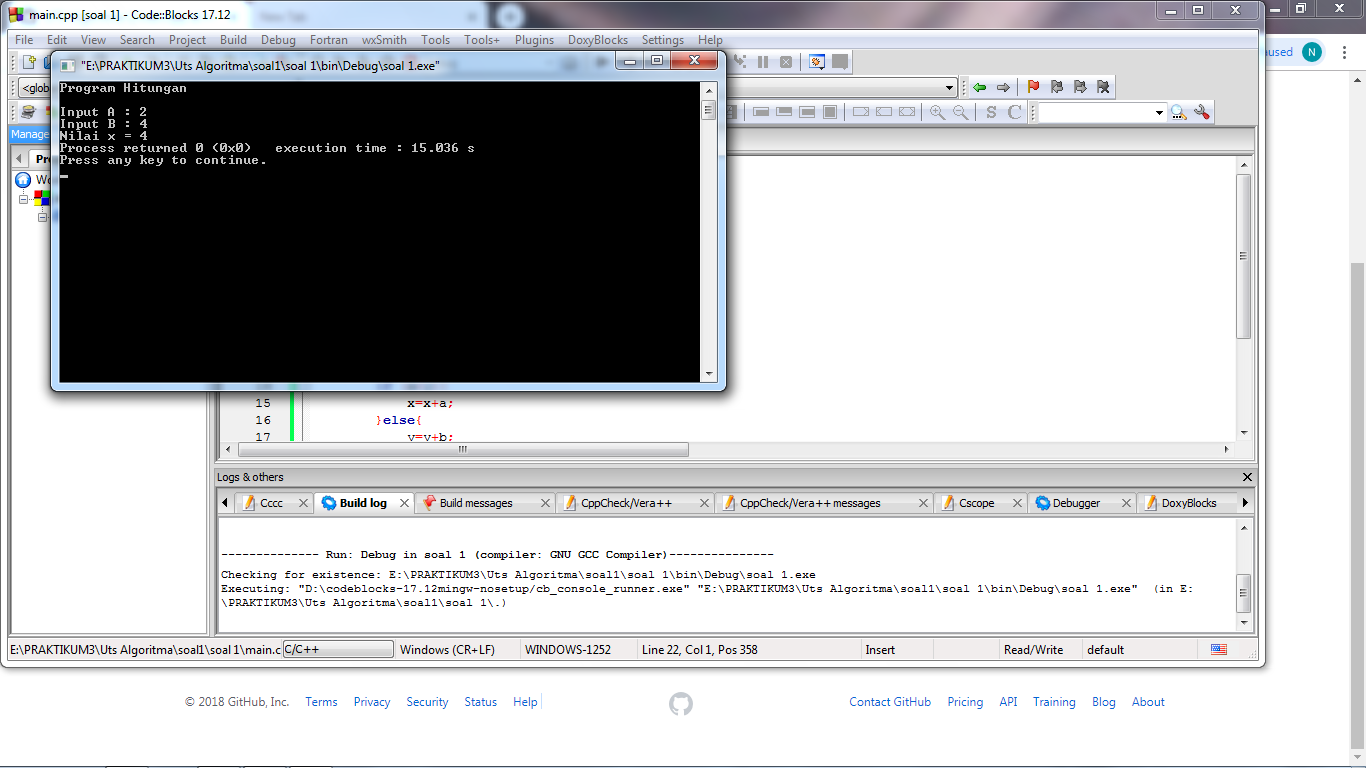 main.cpp [soal 1] - Code::Blocks 17.12
New Tab
File Edit View Search Project Build Debug Fortran wxSmith Tools Tools+ Plugins DoxyBlocks Settings Help
"E:\PRAKTIKUM3\Uts Algoritma\soal1\soal 1\bin\Debug\soal 1.exe"
N
<glob
S C
Program Hitungan
Input A : 2
Input B : 4
Nilai x = 4
Process returned 0 (0x0) execution time : 15.036 s
Press any key to continue.
Manage
Pr
Wo
15 x=x+a;
16 }else{
17 y=y+b;
Logs & others
Cccc Build log Build messages CppCheck/Vera++ CppCheck/Vera++ messages Cscope Debugger DoxyBlocks
-------------- Run: Debug in soal 1 (compiler: GNU GCC Compiler)---------------
Checking for existence: E:\PRAKTIKUM3\Uts Algoritma\soal1\soal 1\bin\Debug\soal 1.exe
Executing: "D:\codeblocks-17.12mingw-nosetup/cb_console_runner.exe" "E:\PRAKTIKUM3\Uts Algoritma\soal1\soal 1\bin\Debug\soal 1.exe" (in E:
\PRAKTIKUM3\Uts Algoritma\soal1\soal 1\.)
E:\PRAKTIKUM3\Uts Algoritma\soal1\soal 1\main.c C/C++ Windows (CR+LF) WINDOWS-1252 Line 22, Col 1, Pos 358 Insert Read/Write default
© 2018 GitHub, Inc. Terms Privacy Security Status Help Contact GitHub Pricing API Training Blog About